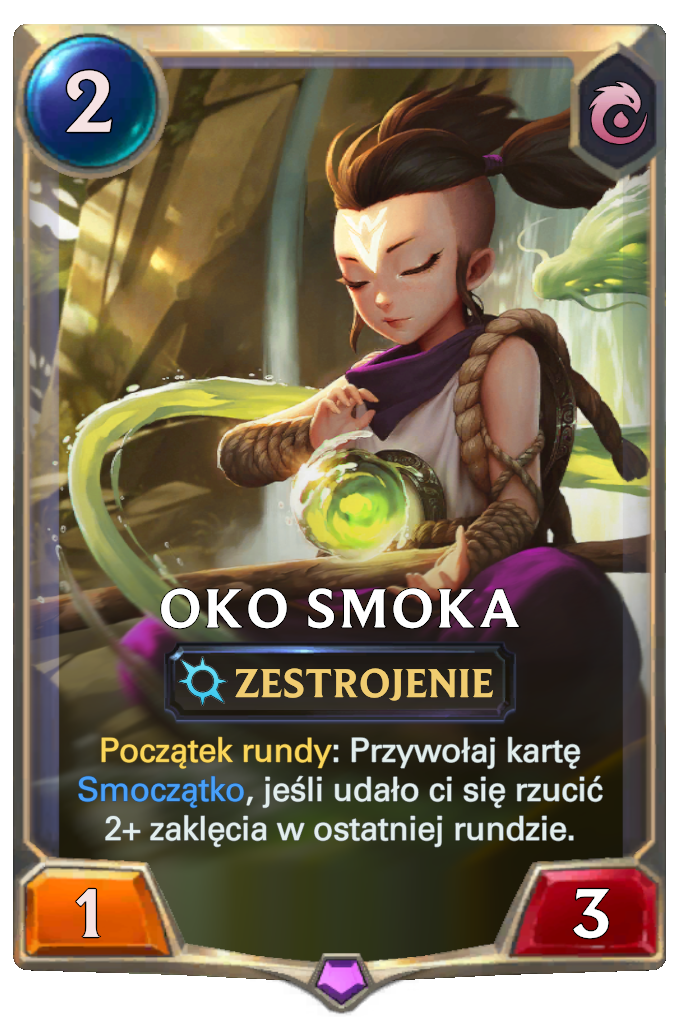 2
OKO SMOKA
ZESTROJENIE
Początek rundy: Przywołaj kartę
Smoczątko, jeśli udało ci się rzucić
2+ zaklęcia w ostatniej rundzie.
1
3